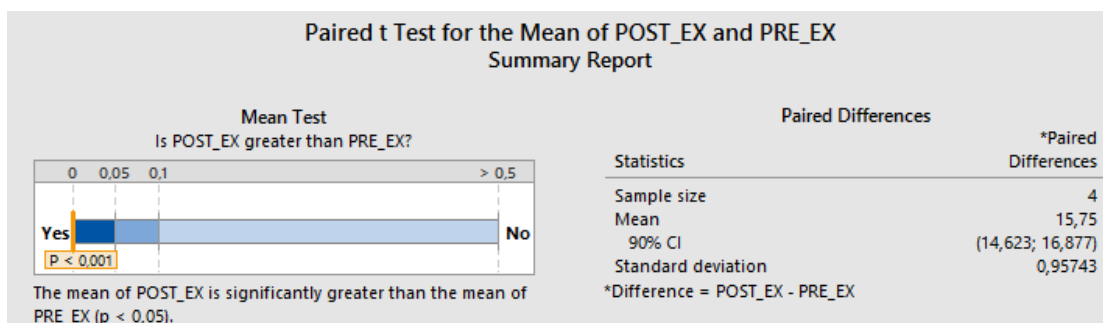 Paired t Test for the Mean of POST_EX and PRE_EX
Summary Report
Mean Test
Is POST_EX greater than PRE_EX?
0 0,05 0,1 > 0,5
Yes No
P < 0,001
The mean of POST_EX is significantly greater than the mean of
PRE_EX (p < 0,05).
Paired Differences
*Paired
Statistics Differences
Sample size 4
Mean 15,75
90% CI (14,623; 16,877)
Standard deviation 0,95743
*Difference = POST_EX - PRE_EX